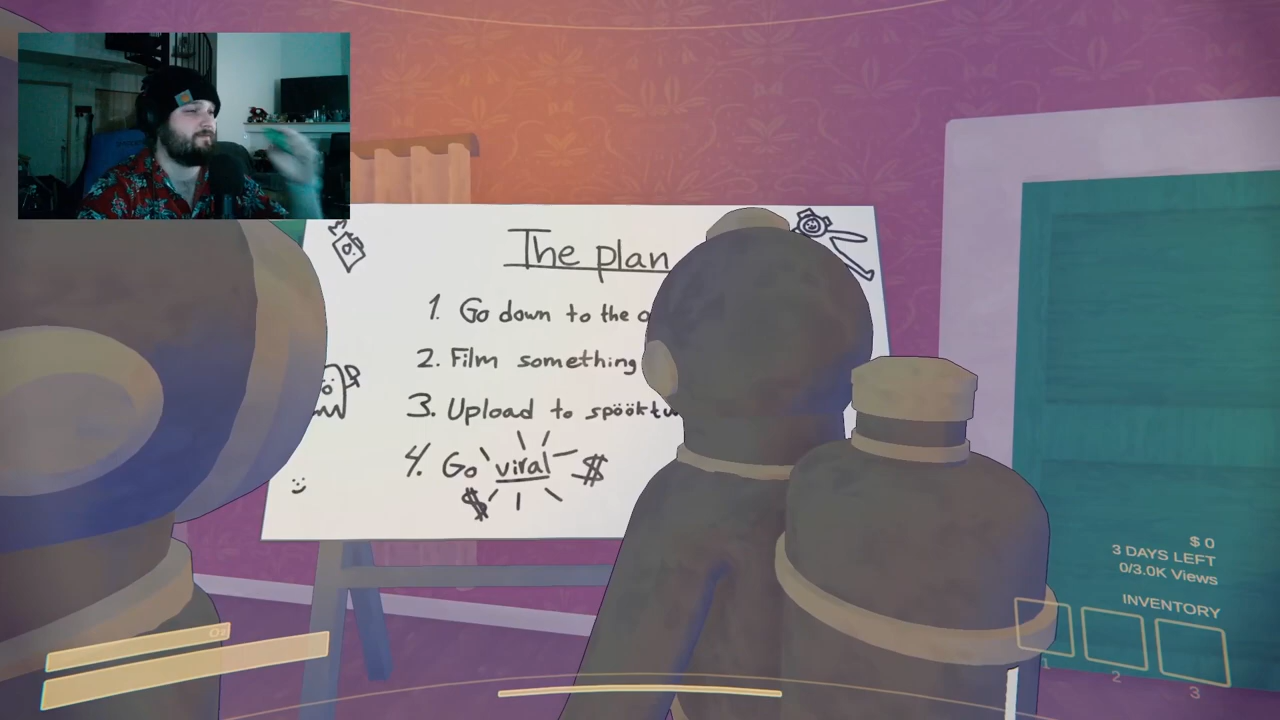 The plan
1. Go down to the
2. Film something
3. Upload to spöökt
4. Go viral $
$
$ 0
3 DAYS LEFT
0/3.0K Views
INVENTORY
O₂
1
2
3